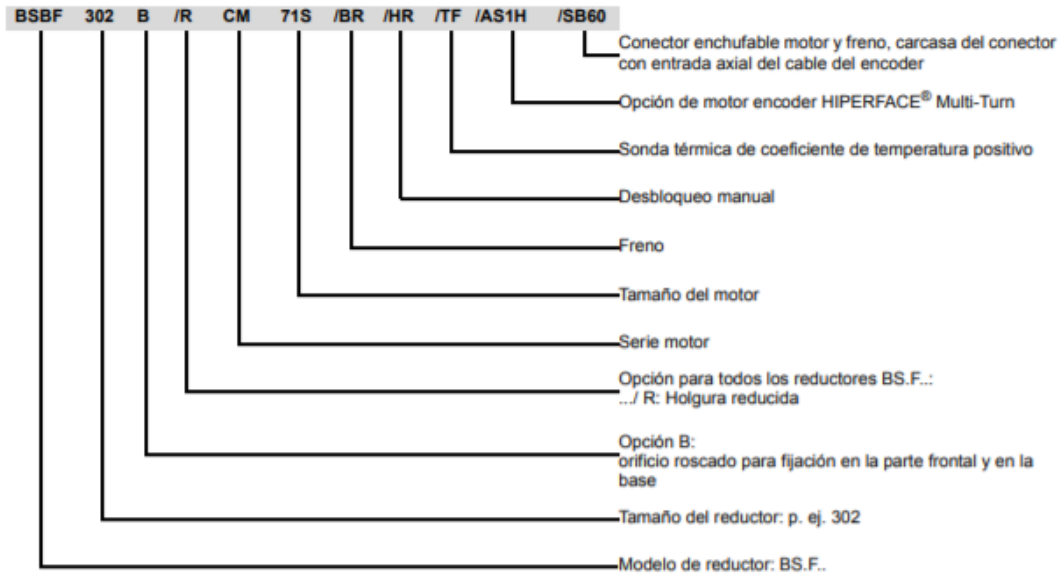 BSBF 302 B /R CM 71S /BR /HR /TF /AS1H /SB60
Conector enchufable motor y freno, carcasa del conector
con entrada axial del cable del encoder
Opción de motor encoder HIPERFACE® Multi-Turn
Sonda térmica de coeficiente de temperatura positivo
Desbloqueo manual
Freno
Tamaño del motor
Serie motor
Opción para todos los reductores BS.F..:
.../ R: Holgura reducida
Opción B:
orificio roscado para fijación en la parte frontal y en la
base
Tamaño del reductor: p. ej. 302
Modelo de reductor: BS.F..